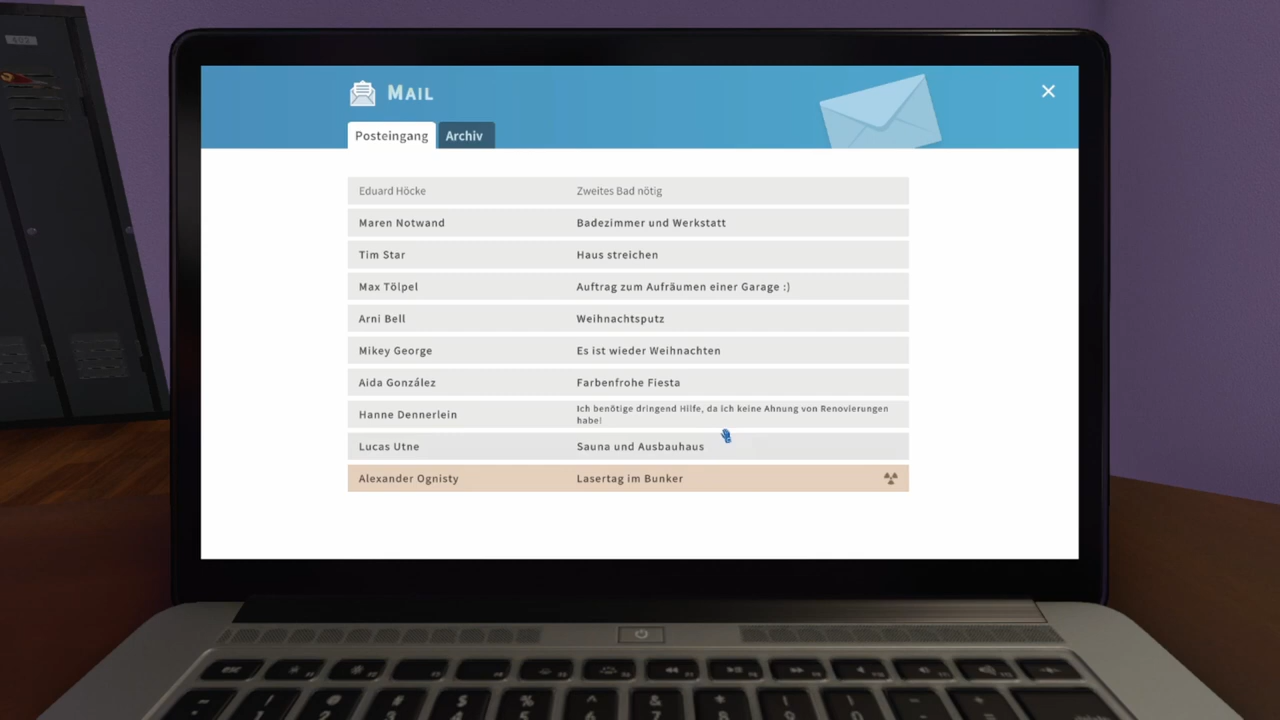 Mail
Posteingang Archiv
Eduard Höcke Zweites Bad nötig
Maren Notwand Badezimmer und Werkstatt
Tim Star Haus streichen
Max Tölpel Auftrag zum Aufräumen einer Garage :)
Arni Bell Weihnachtsputz
Mikey George Es ist wieder Weihnachten
Aida González Farbenfrohe Fiesta
Hanne Dennerlein Ich benötige dringend Hilfe, da ich keine Ahnung von Renovierungen
habe!
Lucas Utne Sauna und Ausbauhaus
Alexander Ognisty Lasertag im Bunker